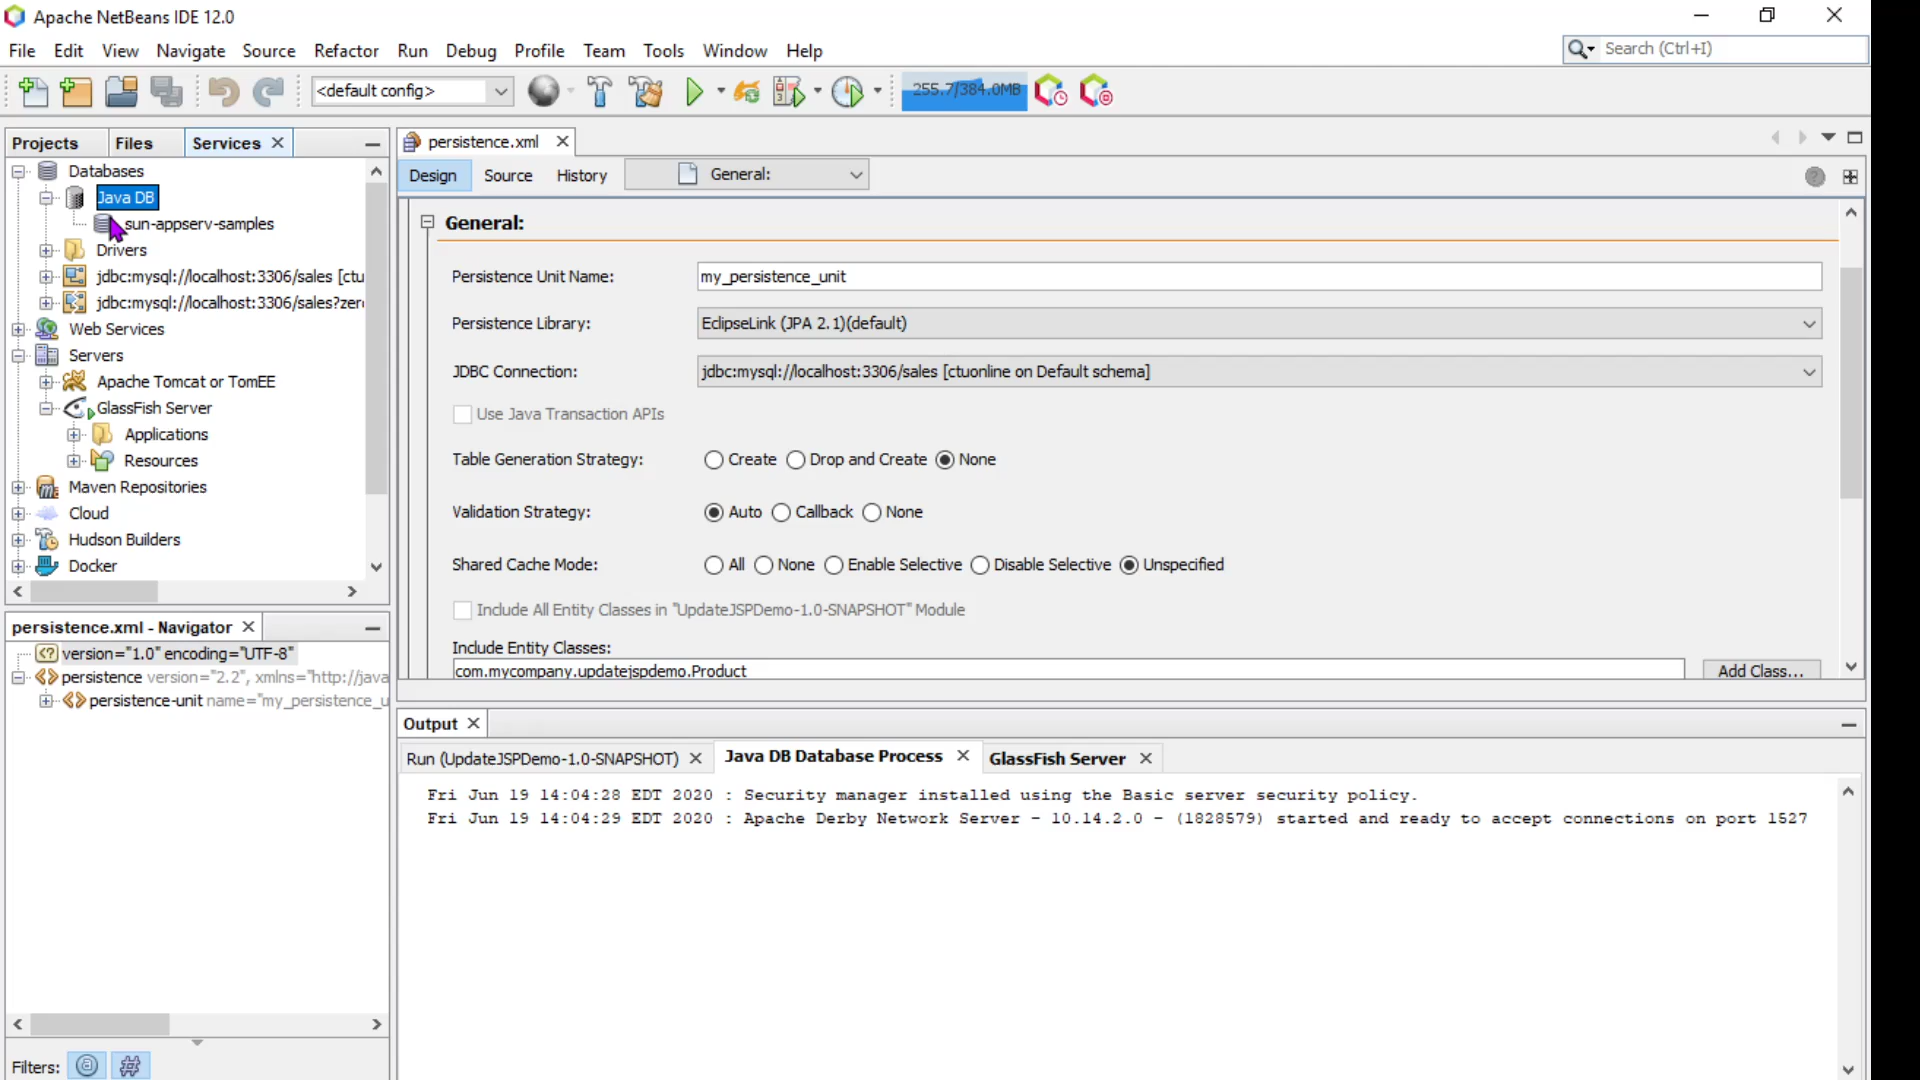 Apache NetBeans IDE 12.0
File Edit View Navigate Source Refactor Run Debug Profile Team Tools Window Help
Search (Ctrl+I)
<default config>
255.7/384.0MB
Projects Files Services
Databases
Java DB
sun-appserv-samples
Drivers
jdbc:mysql://localhost:3306/sales [ctu
jdbc:mysql://localhost:3306/sales?zer
Web Services
Servers
Apache Tomcat or TomEE
GlassFish Server
Applications
Resources
Maven Repositories
Cloud
Hudson Builders
Docker
persistence.xml - Navigator
version="1.0" encoding="UTF-8"
persistence version="2.2", xmlns="http://java
persistence-unit name="my_persistence_u
Filters:
persistence.xml
Design Source History General:
General:
Persistence Unit Name: my_persistence_unit
Persistence Library: EclipseLink (JPA 2.1)(default)
JDBC Connection: jdbc:mysql://localhost:3306/sales [ctuonline on Default schema]
Use Java Transaction APIs
Table Generation Strategy: Create Drop and Create None
Validation Strategy: Auto Callback None
Shared Cache Mode: All None Enable Selective Disable Selective Unspecified
Include All Entity Classes in "UpdateJSPDemo-1.0-SNAPSHOT" Module
Include Entity Classes:
com.mycompany.updatejspdemo.Product Add Class...
Output
Run (UpdateJSPDemo-1.0-SNAPSHOT) Java DB Database Process GlassFish Server
Fri Jun 19 14:04:28 EDT 2020 : Security manager installed using the Basic server security policy.
Fri Jun 19 14:04:29 EDT 2020 : Apache Derby Network Server - 10.14.2.0 - (1828579) started and ready to accept connections on port 1527